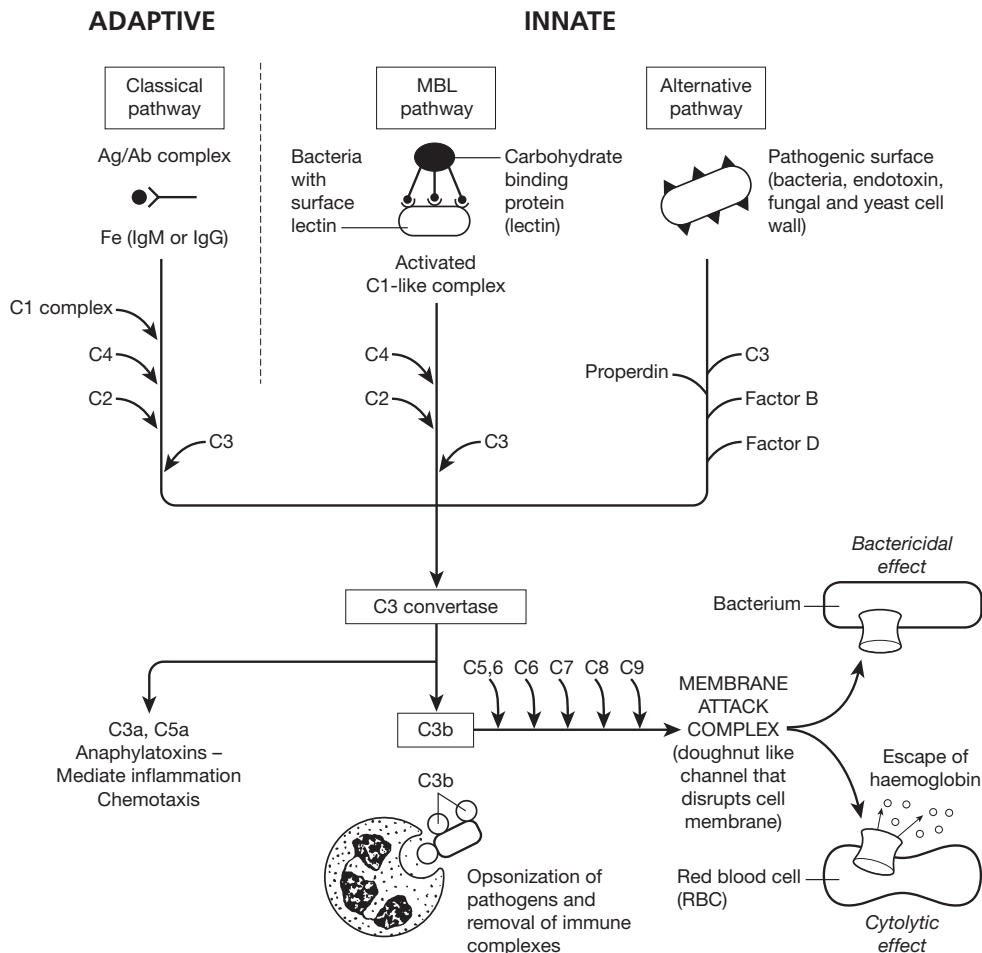 ADAPTIVE
INNATE
Classical
pathway
MBL
pathway
Alternative
pathway
Ag/Ab complex
Fe (IgM or IgG)
Bacteria
with
surface
lectin
Carbohydrate
binding
protein
(lectin)
Pathogenic surface
(bacteria, endotoxin,
fungal and yeast cell
wall)
Activated
C1-like complex
C1 complex
C4
C2
C3
C4
C2
C3
Properdin
C3
Factor B
Factor D
C3 convertase
C3a, C5a
Anaphylatoxins –
Mediate inflammation
Chemotaxis
C3b
C5,6
C6
C7
C8
C9
MEMBRANE
ATTACK
COMPLEX
(doughnut like
channel that
disrupts cell
membrane)
Bactericidal
effect
Bacterium
Escape of
haemoglobin
Red blood cell
(RBC)
Cytolytic
effect
C3b
Opsonization of
pathogens and
removal of immune
complexes